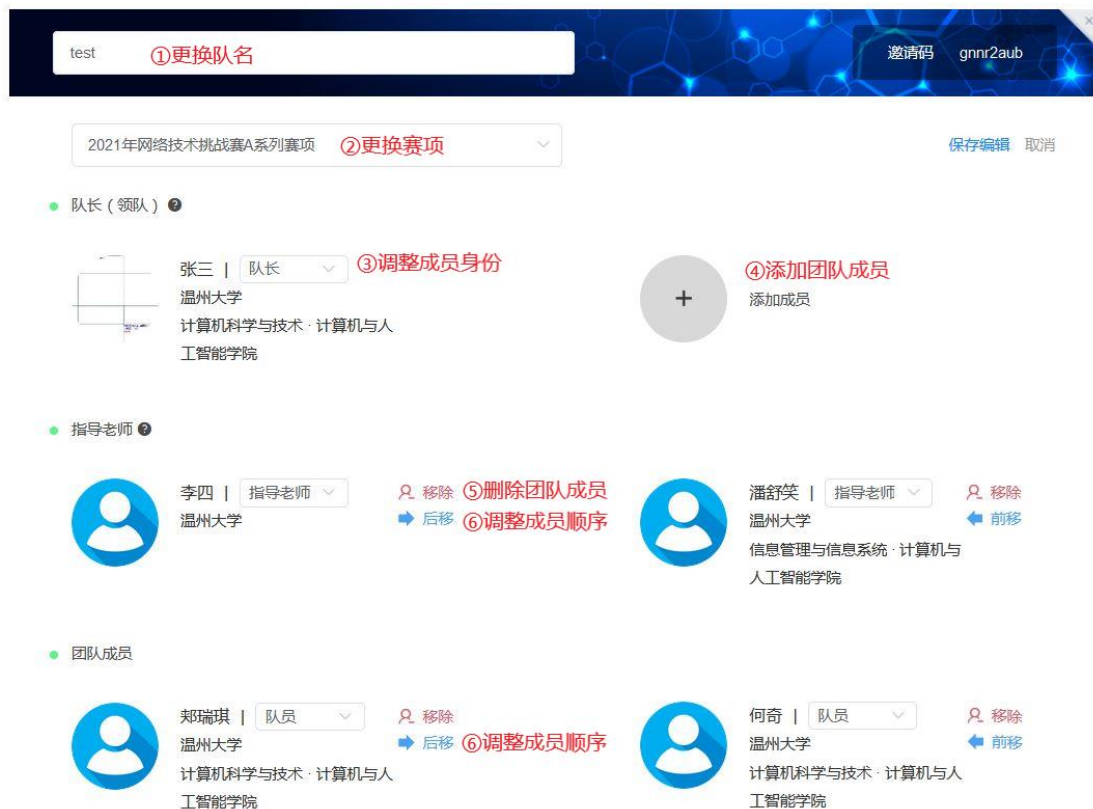 test ①更换队名
邀请码 gnnr2aub
2021年网络技术挑战赛A系列赛项 ②更换赛项
保存编辑 取消
队长（领队）
张三 | 队长 ③调整成员身份
温州大学
计算机科学与技术 · 计算机与人
工智能学院
④添加团队成员
添加成员
指导老师
李四 | 指导老师 移除 ⑤删除团队成员
温州大学 后移 ⑥调整成员顺序
潘舒笑 | 指导老师 移除
温州大学 前移
信息管理与信息系统 · 计算机与
人工智能学院
团队成员
郏瑞琪 | 队员 移除
温州大学 后移 ⑥调整成员顺序
计算机科学与技术 · 计算机与人
工智能学院
何奇 | 队员 移除
温州大学 前移
计算机科学与技术 · 计算机与人
工智能学院